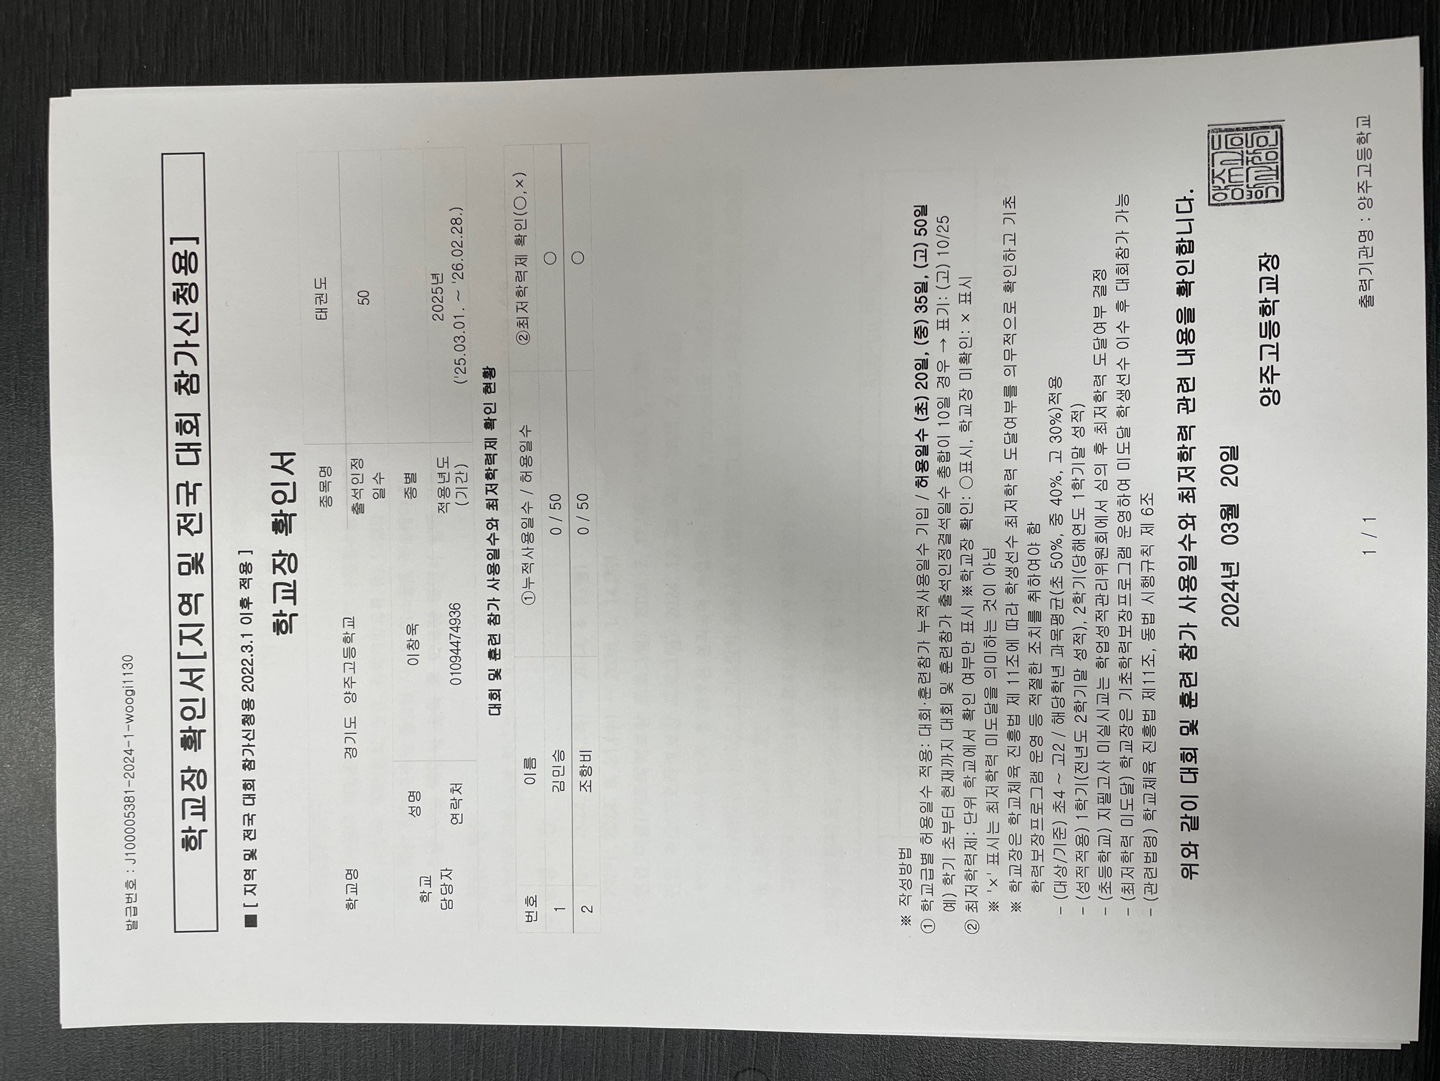 발급번호 : J100005381-2024-1-woogi1130
학교장 확인서[지역 및 전국 대회 참가신청용]
■ [ 지역 및 전국 대회 참가신청용 2022.3.1 이후 적용 ]
학교장 확인서
학교명 경기도 양주고등학교 종목명 태권도
출석인정 일수 50
학교 담당자 성명 이창욱 종별
연락처 01094474936 적용년도 (기간) 2025년 ('25.03.01. ~ '26.02.28.)
대회 및 훈련 참가 사용일수와 최저학력제 확인 현황
번호 이름 ①누적사용일수 / 허용일수 ②최저학력제 확인(○,×)
1 김민승 0 / 50 ○
2 조항비 0 / 50 ○
※ 작성방법
① 학교급별 허용일수 적용: 대회·훈련참가 누적사용일수 기입 / 허용일수 (초) 20일, (중) 35일, (고) 50일
예) 학기 초부터 현재까지 대회 및 훈련참가 출석인정결석일수 총합이 10일 경우 → 표기: (고) 10/25
② 최저학력제: 단위 학교에서 확인 여부만 표시 ※학교장 확인: ○표시, 학교장 미확인: × 표시
※ '×' 표시는 최저학력 미도달을 의미하는 것이 아님
※ 학교장은 학교체육 진흥법 제 11조에 따라 학생선수 최저학력 도달여부를 의무적으로 확인하고 기초
학력보장프로그램 운영 등 적절한 조치를 취하여야 함
- (대상/기준) 초4 ~ 고2 / 해당학년 과목평균(초 50%, 중 40%, 고 30%)적용
- (성적적용) 1학기(전년도 2학기말 성적), 2학기(당해연도 1학기말 성적)
- (초등학교) 지필고사 미실시교는 학업성적관리위원회에서 심의 후 최저학력 도달여부 결정
- (최저학력 미도달) 학교장은 기초학력보장프로그램 운영하여 미도달 학생선수 이수 후 대회참가 가능
- (관련법령) 학교체육 진흥법 제11조, 동법 시행규칙 제 6조
위와 같이 대회 및 훈련 참가 사용일수와 최저학력 관련 내용을 확인합니다.
2024년 03월 20일
양주고등학교장
1 / 1
출력기관명 : 양주고등학교